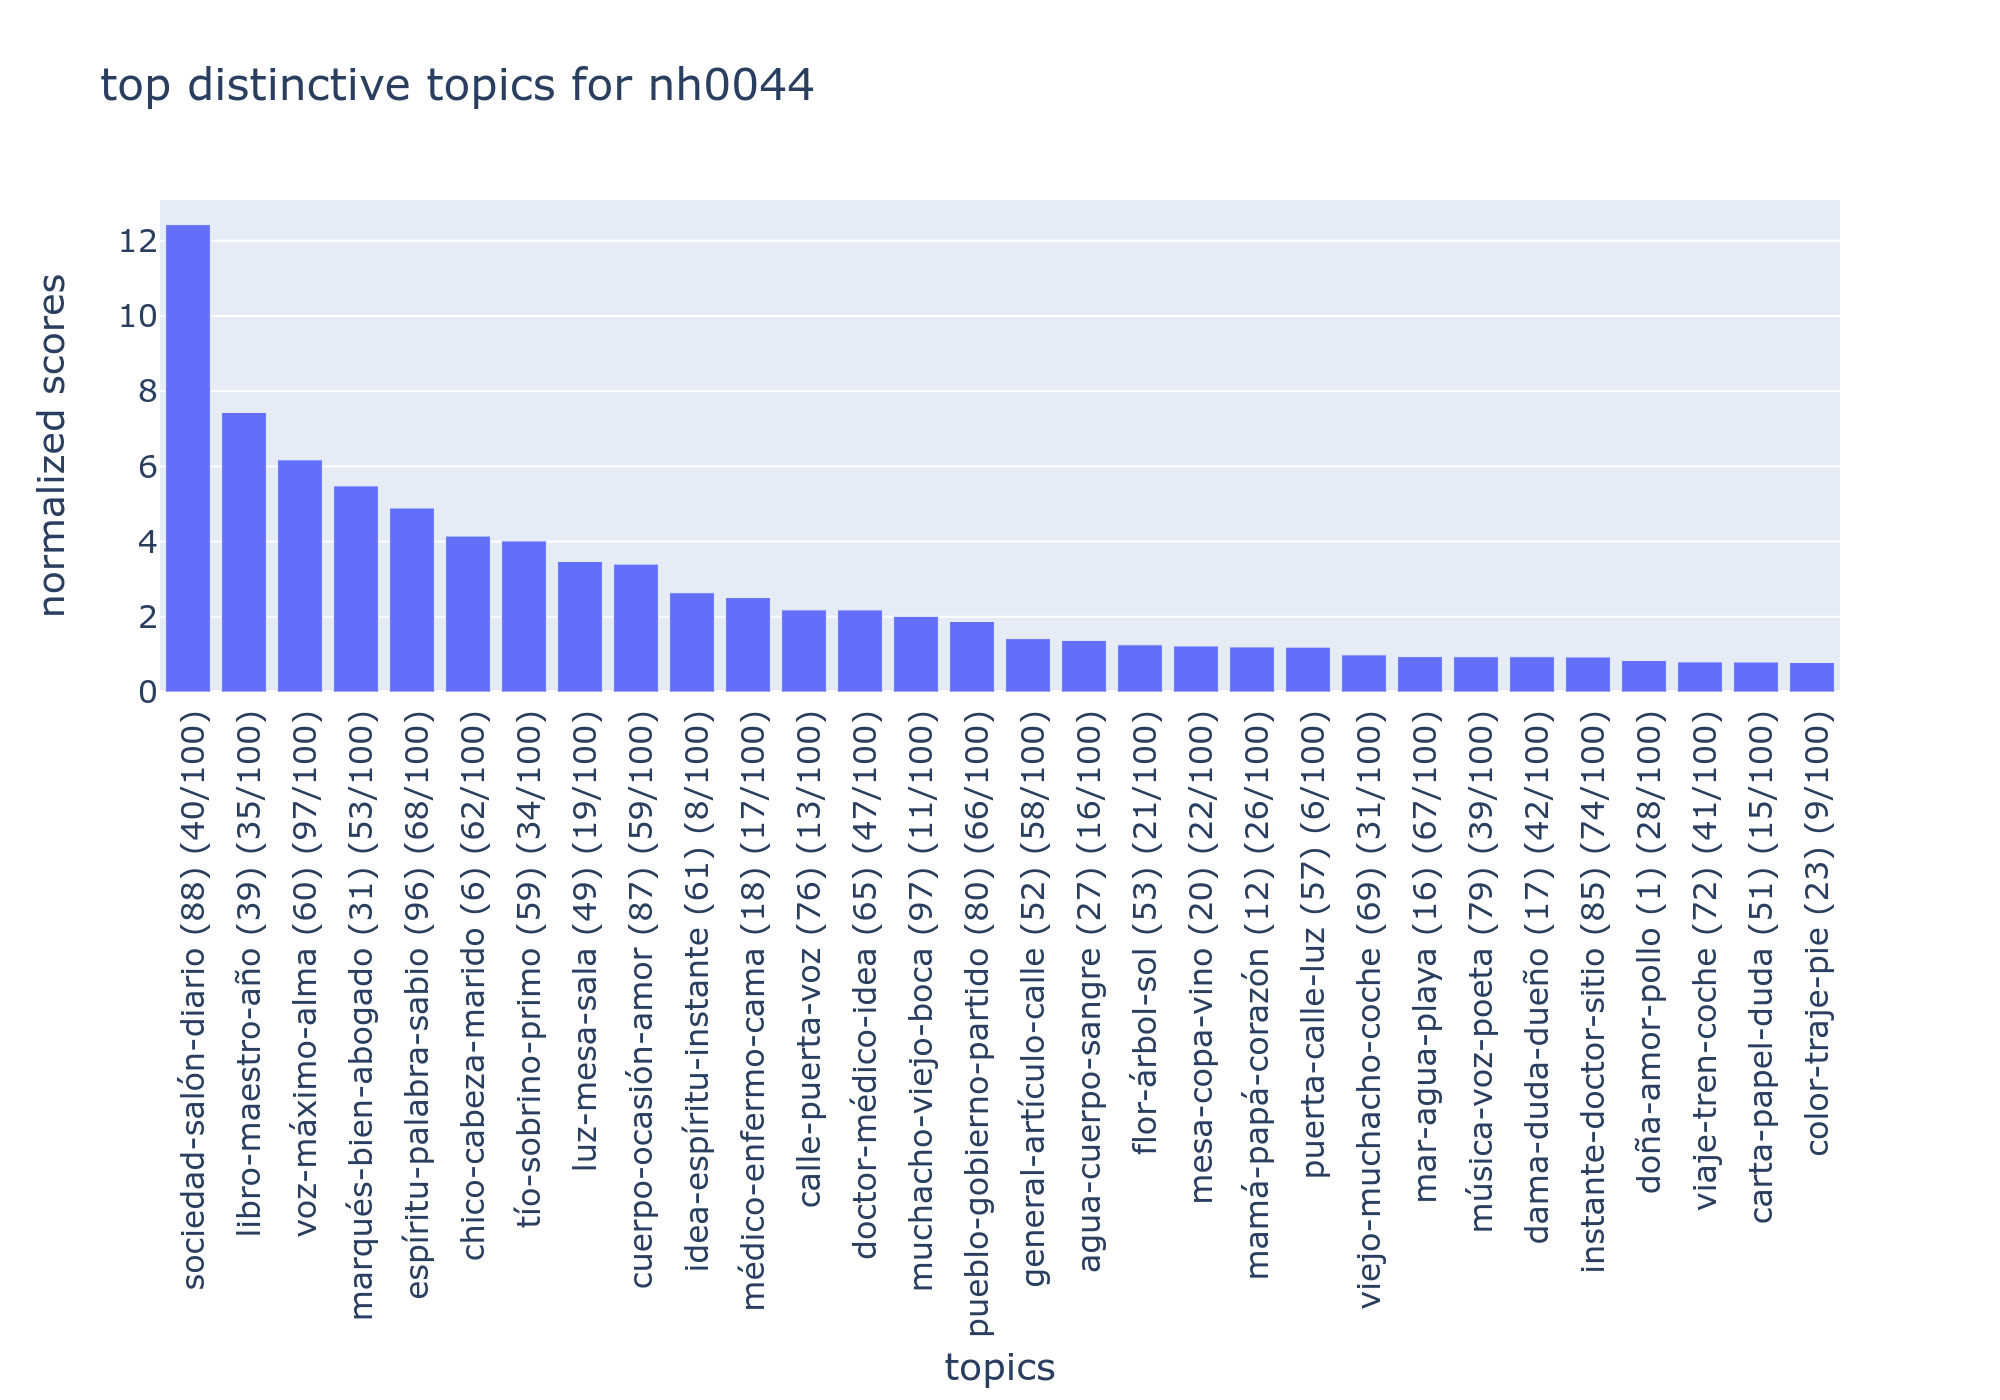 top distinctive topics for nh0044
normalized scores
12
10
8
6
4
2
0
sociedad-salón-diario (88) (40/100)
libro-maestro-año (39) (35/100)
voz-máximo-alma (60) (97/100)
marqués-bien-abogado (31) (53/100)
espíritu-palabra-sabio (96) (68/100)
chico-cabeza-marido (6) (62/100)
tío-sobrino-primo (59) (34/100)
luz-mesa-sala (49) (19/100)
cuerpo-ocasión-amor (87) (59/100)
idea-espíritu-instante (61) (8/100)
médico-enfermo-cama (18) (17/100)
calle-puerta-voz (76) (13/100)
doctor-médico-idea (65) (47/100)
muchacho-viejo-boca (97) (11/100)
pueblo-gobierno-partido (80) (66/100)
general-artículo-calle (52) (58/100)
agua-cuerpo-sangre (27) (16/100)
flor-árbol-sol (53) (21/100)
mesa-copa-vino (20) (22/100)
mamá-papá-corazón (12) (26/100)
puerta-calle-luz (57) (6/100)
viejo-muchacho-coche (69) (31/100)
mar-agua-playa (16) (67/100)
música-voz-poeta (79) (39/100)
dama-duda-dueño (17) (42/100)
instante-doctor-sitio (85) (74/100)
doña-amor-pollo (1) (28/100)
viaje-tren-coche (72) (41/100)
carta-papel-duda (51) (15/100)
color-traje-pie (23) (9/100)
topics